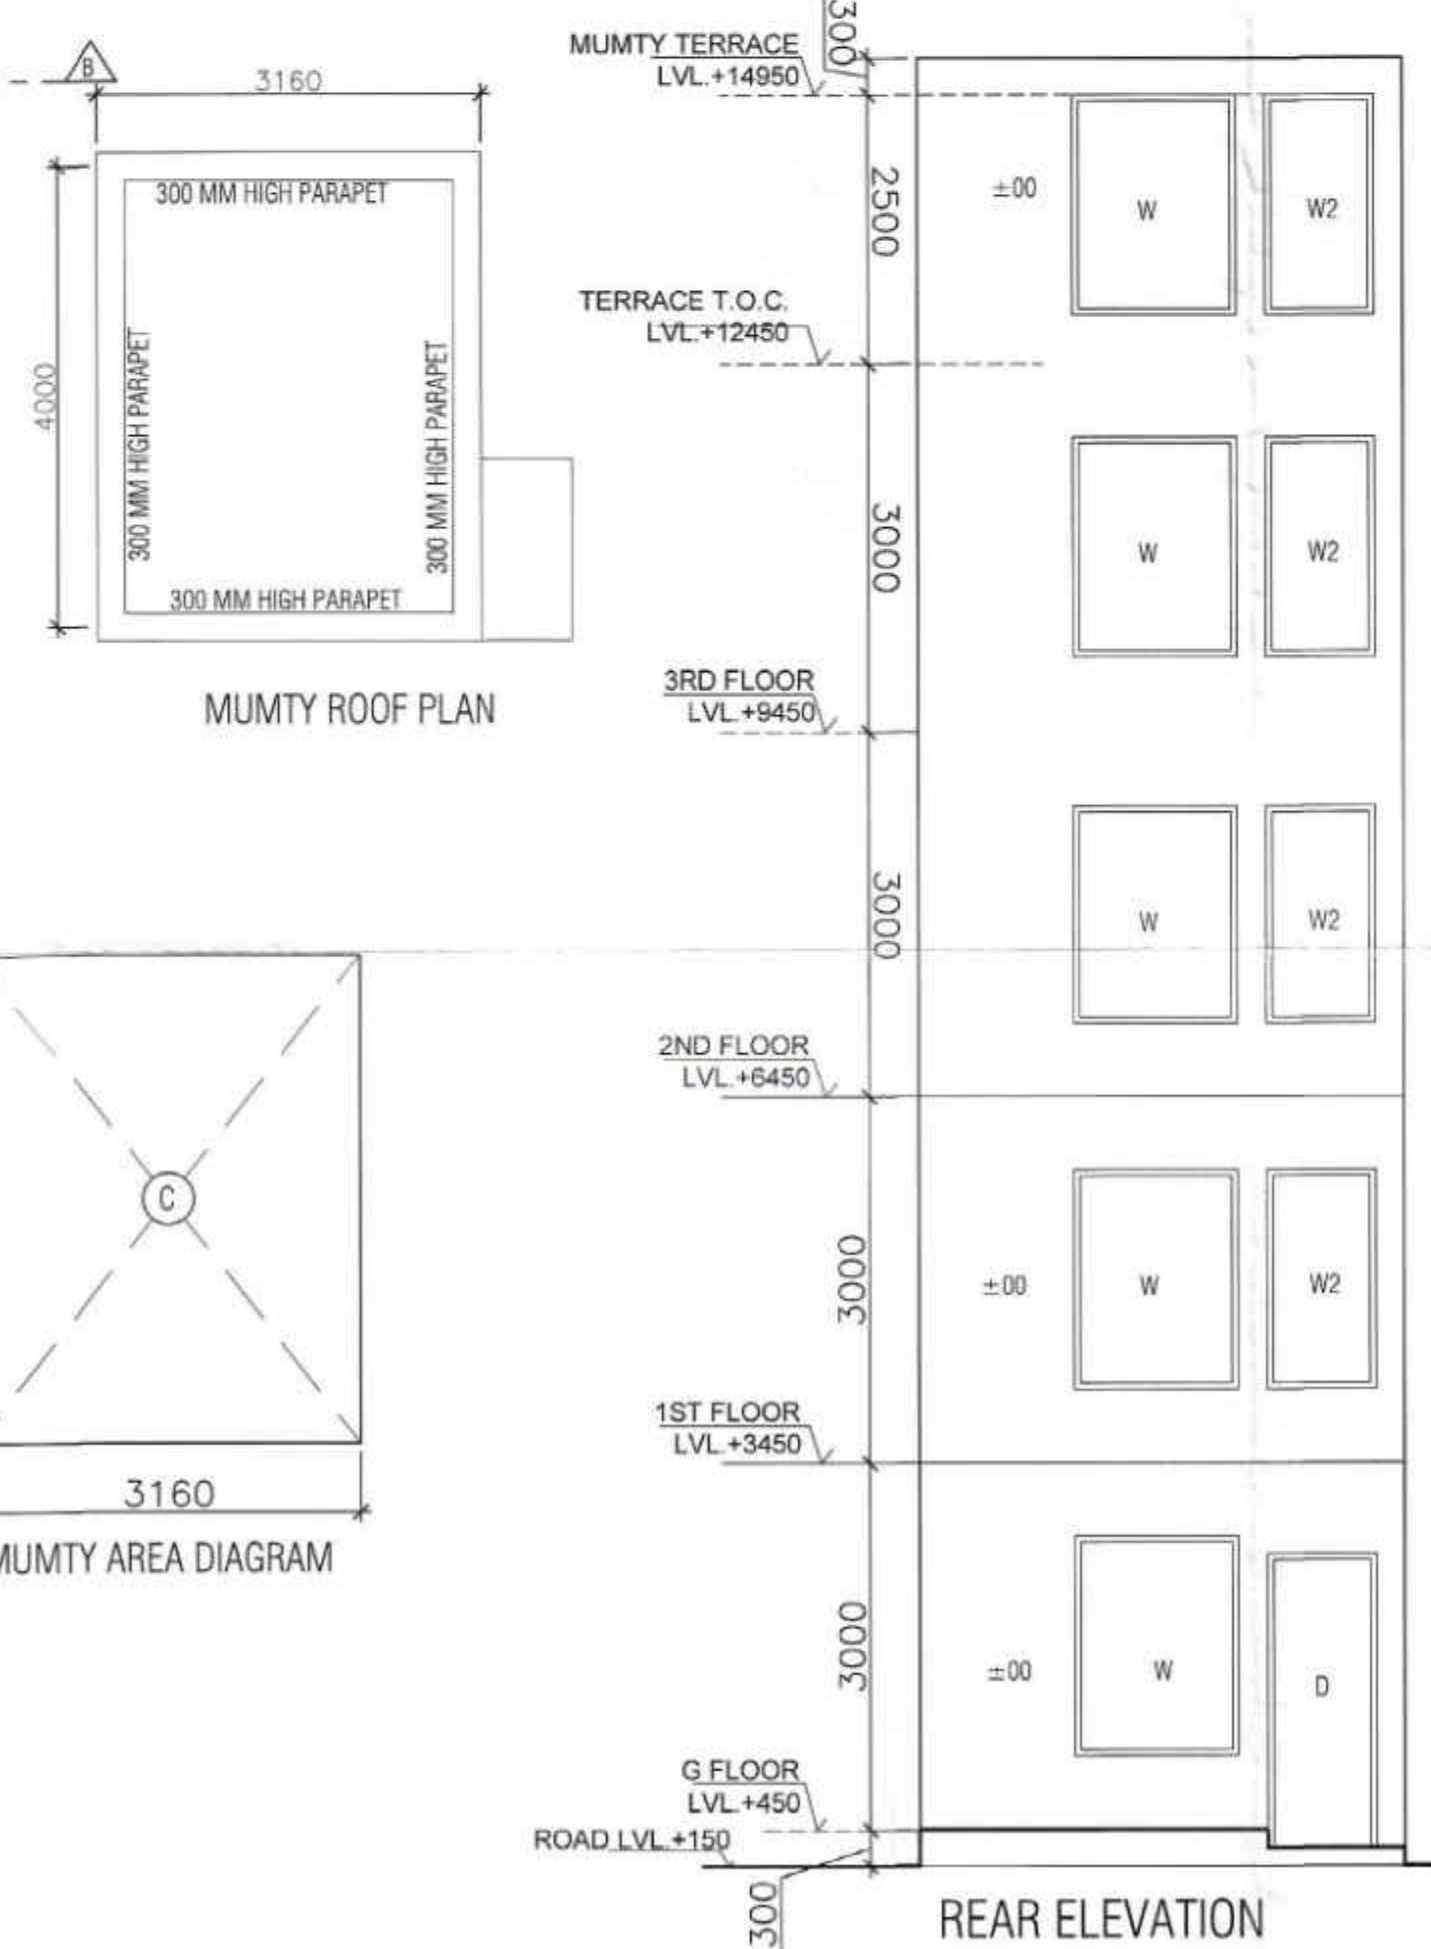 B
3160
4000
300 MM HIGH PARAPET
300 MM HIGH PARAPET
300 MM HIGH PARAPET
300 MM HIGH PARAPET
MUMTY ROOF PLAN
C
3160
MUMTY AREA DIAGRAM
300
MUMTY TERRACE
LVL.+14950
2500
±00
W
W2
TERRACE T.O.C.
LVL.+12450
3000
W
W2
3RD FLOOR
LVL.+9450
3000
W
W2
2ND FLOOR
LVL.+6450
3000
±00
W
W2
1ST FLOOR
LVL.+3450
3000
±00
W
D
G FLOOR
LVL.+450
ROAD LVL.+150
300
REAR ELEVATION